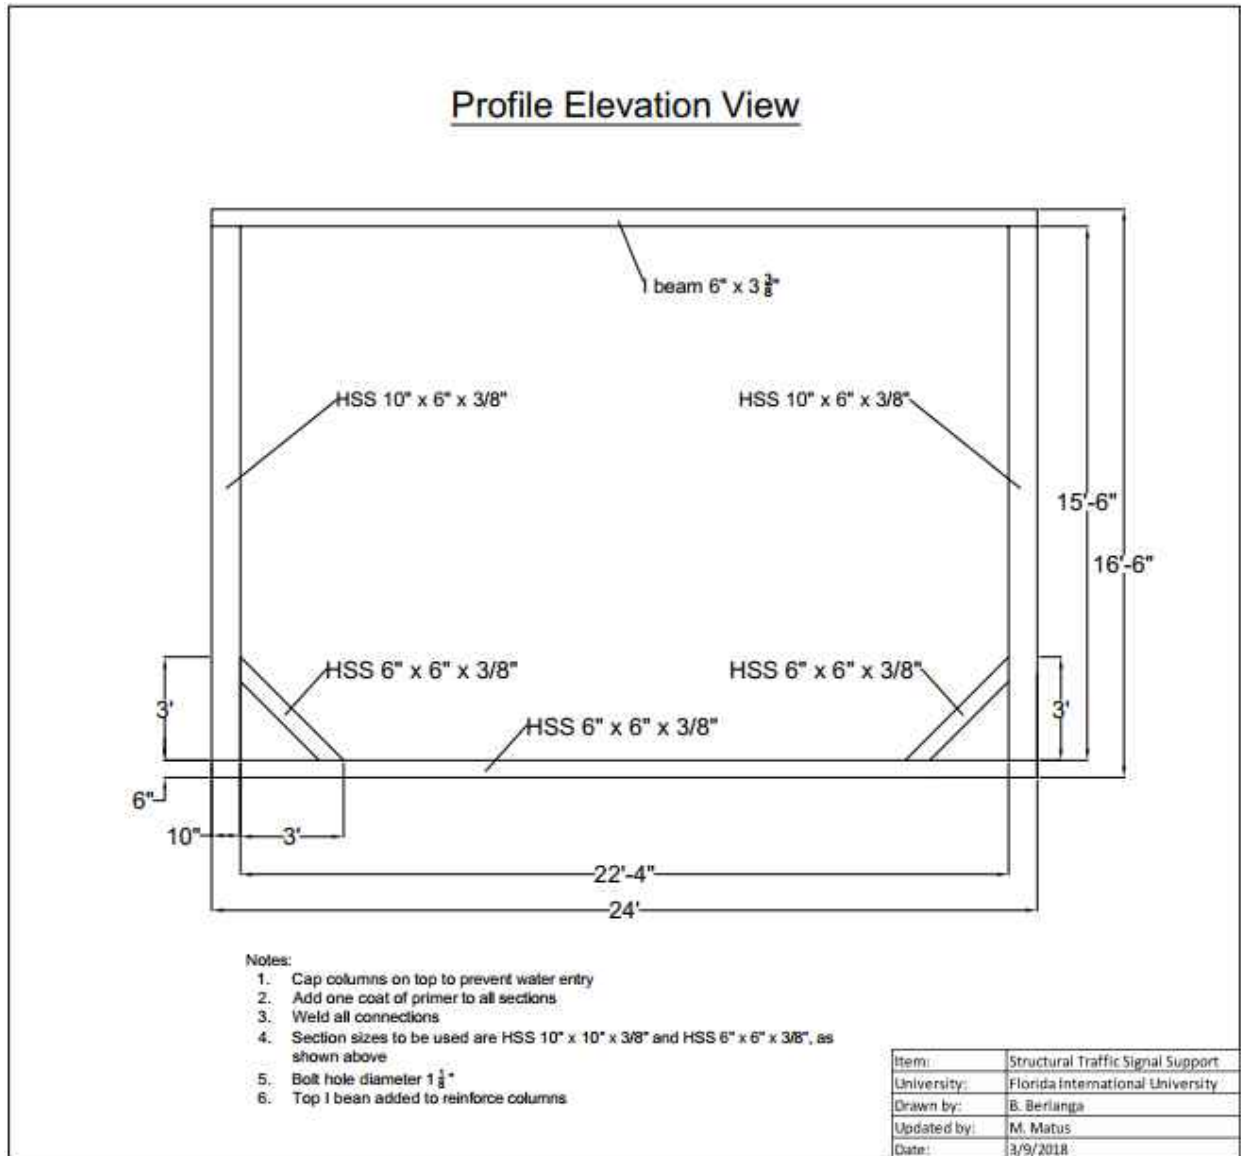 Profile Elevation View
I beam 6" x 3 3/8"
HSS 10" x 6" x 3/8"
HSS 10" x 6" x 3/8"
15'-6"
16'-6"
HSS 6" x 6" x 3/8"
HSS 6" x 6" x 3/8"
3'
3'
HSS 6" x 6" x 3/8"
6"
10"
3'
22'-4"
24'
Notes:
1. Cap columns on top to prevent water entry
2. Add one coat of primer to all sections
3. Weld all connections
4. Section sizes to be used are HSS 10" x 10" x 3/8" and HSS 6" x 6" x 3/8", as
shown above
5. Bolt hole diameter 1 1/8"
6. Top I bean added to reinforce columns
Item: Structural Traffic Signal Support
University: Florida International University
Drawn by: B. Berlanga
Updated by: M. Matus
Date: 3/9/2018